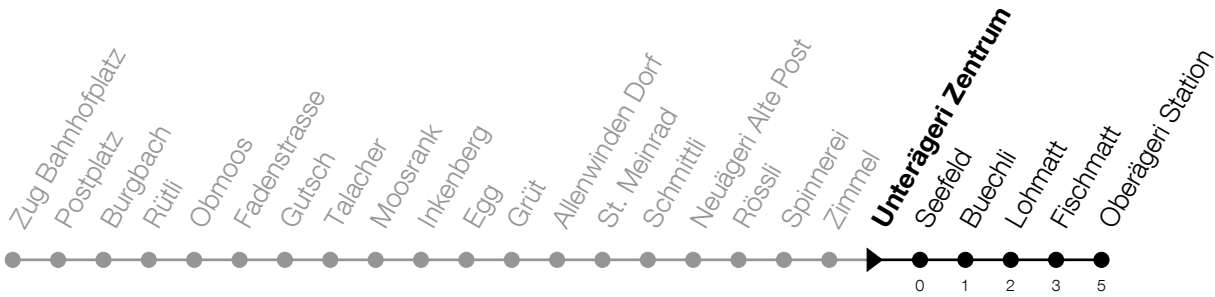 Zug Bahnhofplatz
Postplatz
Burgbach
Rütli
Obmoos
Fadenstrasse
Gutsch
Talacher
Moosrank
Inkenberg
Egg
Grüt
Allenwinden Dorf
St. Meinrad
Schmittli
Neuägeri Alte Post
Rössli
Spinnerei
Zimmel
Unterägeri Zentrum
Seefeld
Buechli
Lohmatt
Fischmatt
Oberägeri Station
0 1 2 3 5